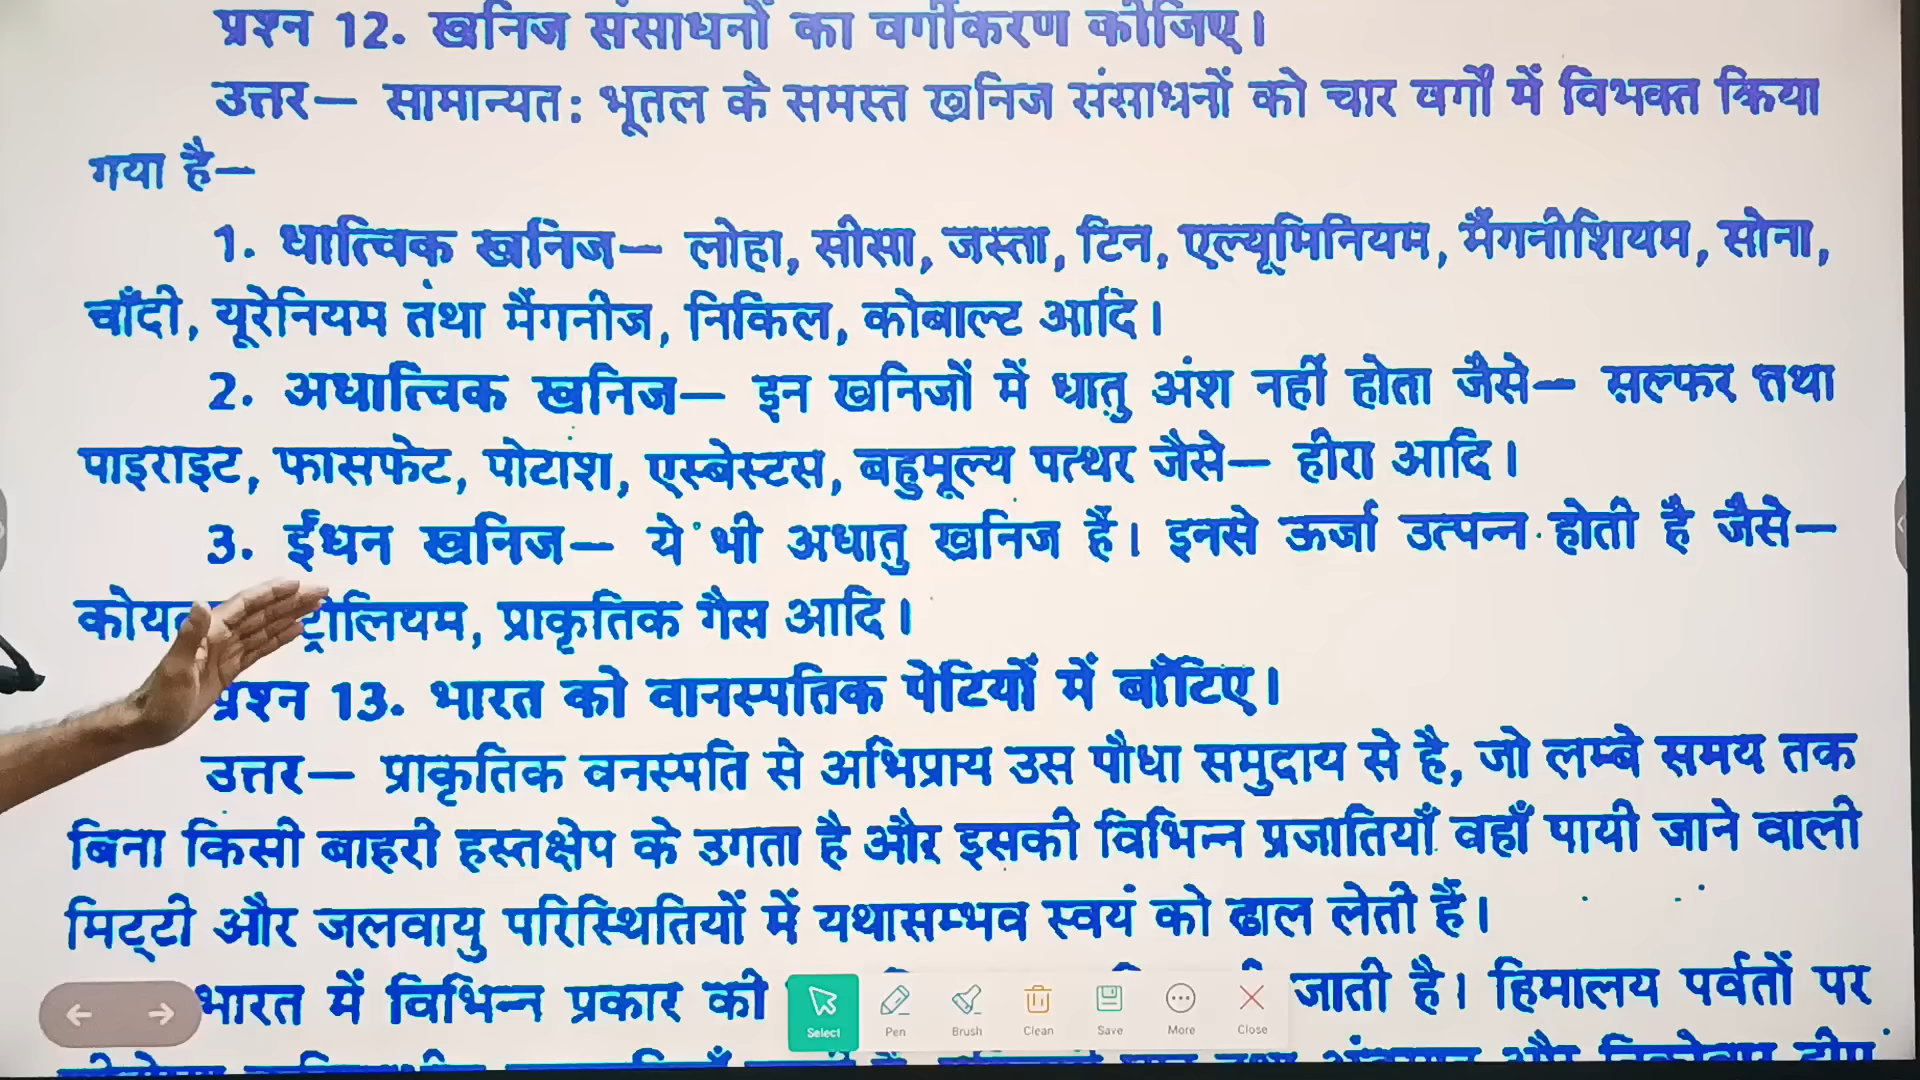 प्रश्न 12. खनिज संसाधनों का वर्गीकरण कीजिए।
उत्तर— सामान्यत: भूतल के समस्त खनिज संसाधनों को चार वर्गों में विभक्त किया
गया है—
1. धात्विक खनिज— लोहा, सीसा, जस्ता, टिन, एल्यूमिनियम, मैंगनीशियम, सोना,
चाँदी, यूरेनियम तथा मैंगनीज, निकिल, कोबाल्ट आदि।
2. अधात्विक खनिज— इन खनिजों में धातु अंश नहीं होता जैसे— सल्फर तथा
पाइराइट, फासफेट, पोटाश, एस्बेस्टस, बहुमूल्य पत्थर जैसे— हीरा आदि।
3. ईंधन खनिज— ये भी अधातु खनिज हैं। इनसे ऊर्जा उत्पन्न होती है जैसे—
प्राकृतिक गैस आदि।
प्रश्न 13. भारत को वानस्पतिक पेटियों में बाँटिए।
उत्तर— प्राकृतिक वनस्पति से अभिप्राय उस पौधा समुदाय से है, जो लम्बे समय तक
बिना किसी बाहरी हस्तक्षेप के उगता है और इसकी विभिन्न प्रजातियाँ वहाँ पायी जाने वाली
मिट्टी और जलवायु परिस्थितियों में यथासम्भव स्वयं को ढाल लेती हैं।
भारत में विभिन्न प्रकार की जाती है। हिमालय पर्वतों पर
Select Pen Brush Clean Save More Close